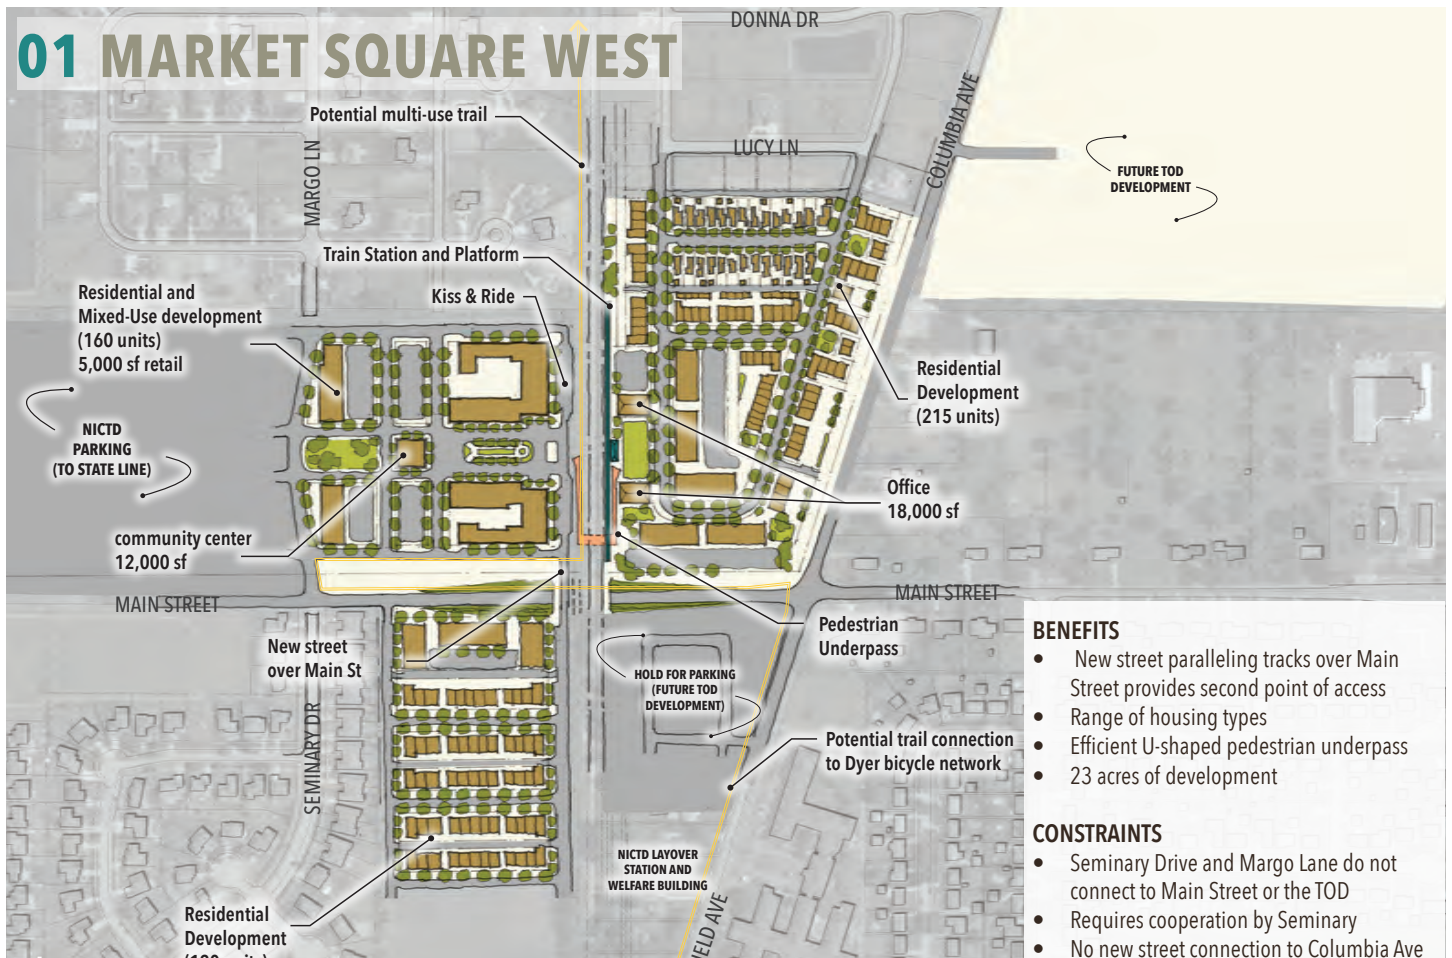 01 MARKET SQUARE WEST
DONNA DR
Potential multi-use trail
MARGO LN
LUCY LN
COLUMBIA AVE
FUTURE TOD
DEVELOPMENT
Train Station and Platform
Kiss & Ride
Residential and
Mixed-Use development
(160 units)
5,000 sf retail
NICTD
PARKING
(TO STATE LINE)
Residential
Development
(215 units)
Office
18,000 sf
community center
12,000 sf
MAIN STREET
MAIN STREET
New street
over Main St
Pedestrian
Underpass
HOLD FOR PARKING
(FUTURE TOD
DEVELOPMENT)
SEMINARY DR
Potential trail connection
to Dyer bicycle network
NICTD LAYOVER
STATION AND
WELFARE BUILDING
IELD AVE
Residential
Development
BENEFITS
• New street paralleling tracks over Main
Street provides second point of access
• Range of housing types
• Efficient U-shaped pedestrian underpass
• 23 acres of development
CONSTRAINTS
• Seminary Drive and Margo Lane do not
connect to Main Street or the TOD
• Requires cooperation by Seminary
• No new street connection to Columbia Ave